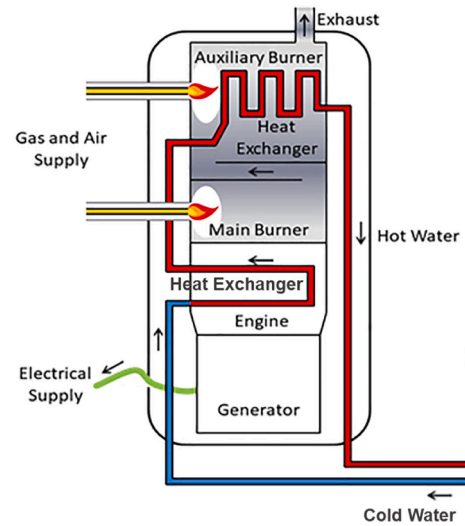 Exhaust
Auxiliary Burner
Gas and Air
Supply
Heat
Exchanger
Main Burner
Hot Water
Heat Exchanger
Engine
Electrical
Supply
Generator
Cold Water